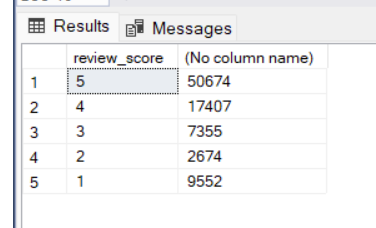 Results Messages
review_score (No column name)
1 5 50674
2 4 17407
3 3 7355
4 2 2674
5 1 9552